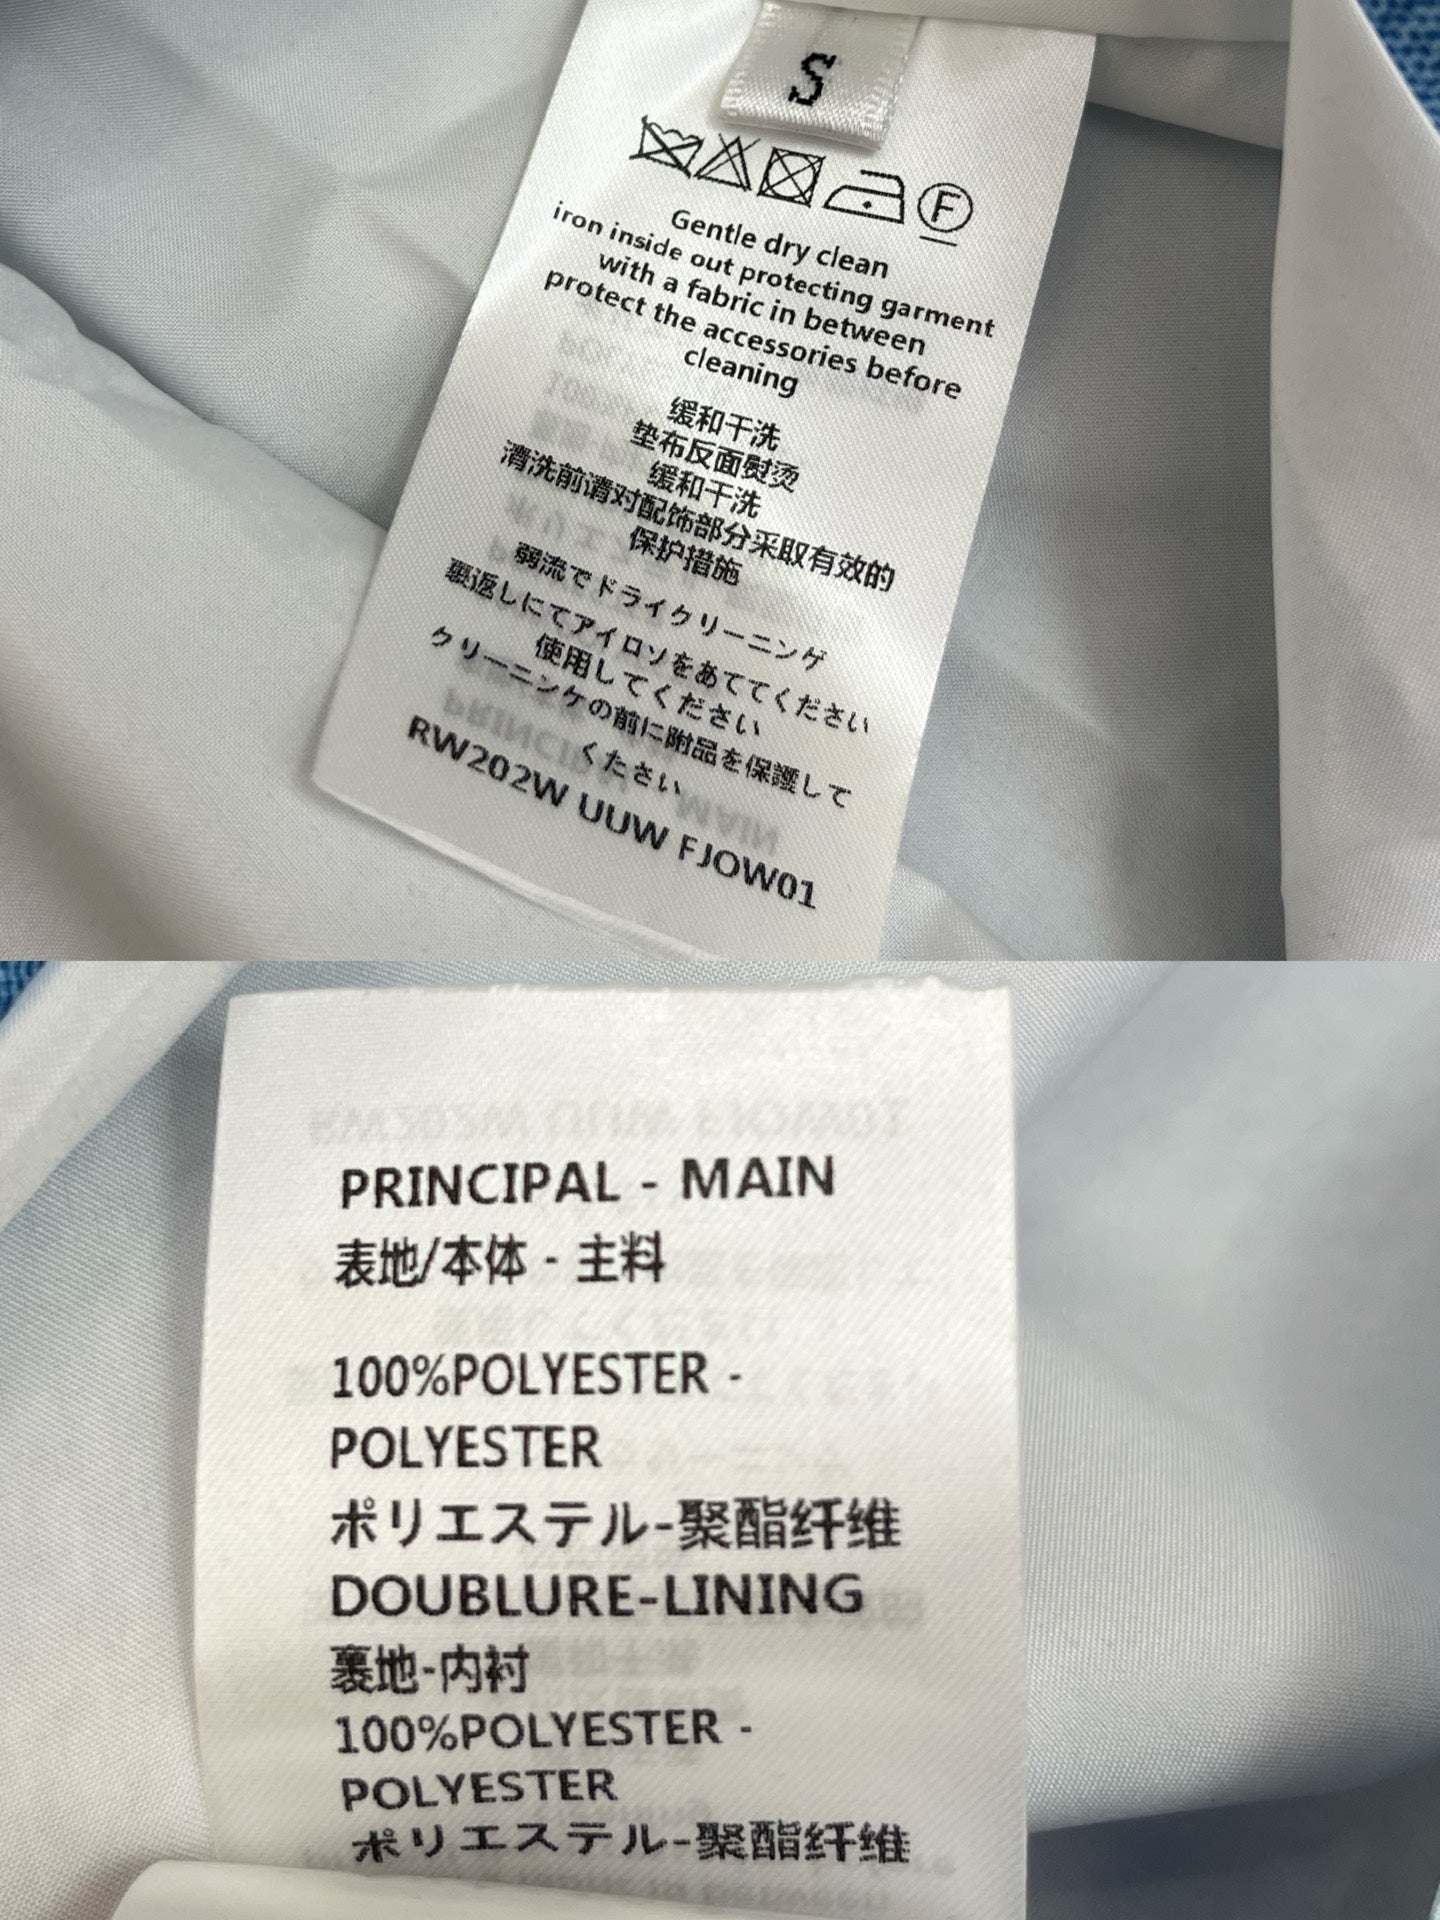 S
F
Gentle dry clean
iron inside out protecting garment
with a fabric in between
protect the accessories before
cleaning
缓和干洗
垫布反面熨烫
缓和干洗
清洗前请对配饰部分采取有效的
保护措施
弱流でドライクリーニング
裏返しにてアイロソをあててください
使用してください
クリーニンケの前に附品を保護して
くたさい
RW202W UUW FJOW01
PRINCIPAL - MAIN
表地/本体 - 主料
100%POLYESTER -
POLYESTER
ポリエステル-聚酯纤维
DOUBLURE-LINING
裏地-内衬
100%POLYESTER -
POLYESTER
ポリエステル-聚酯纤维